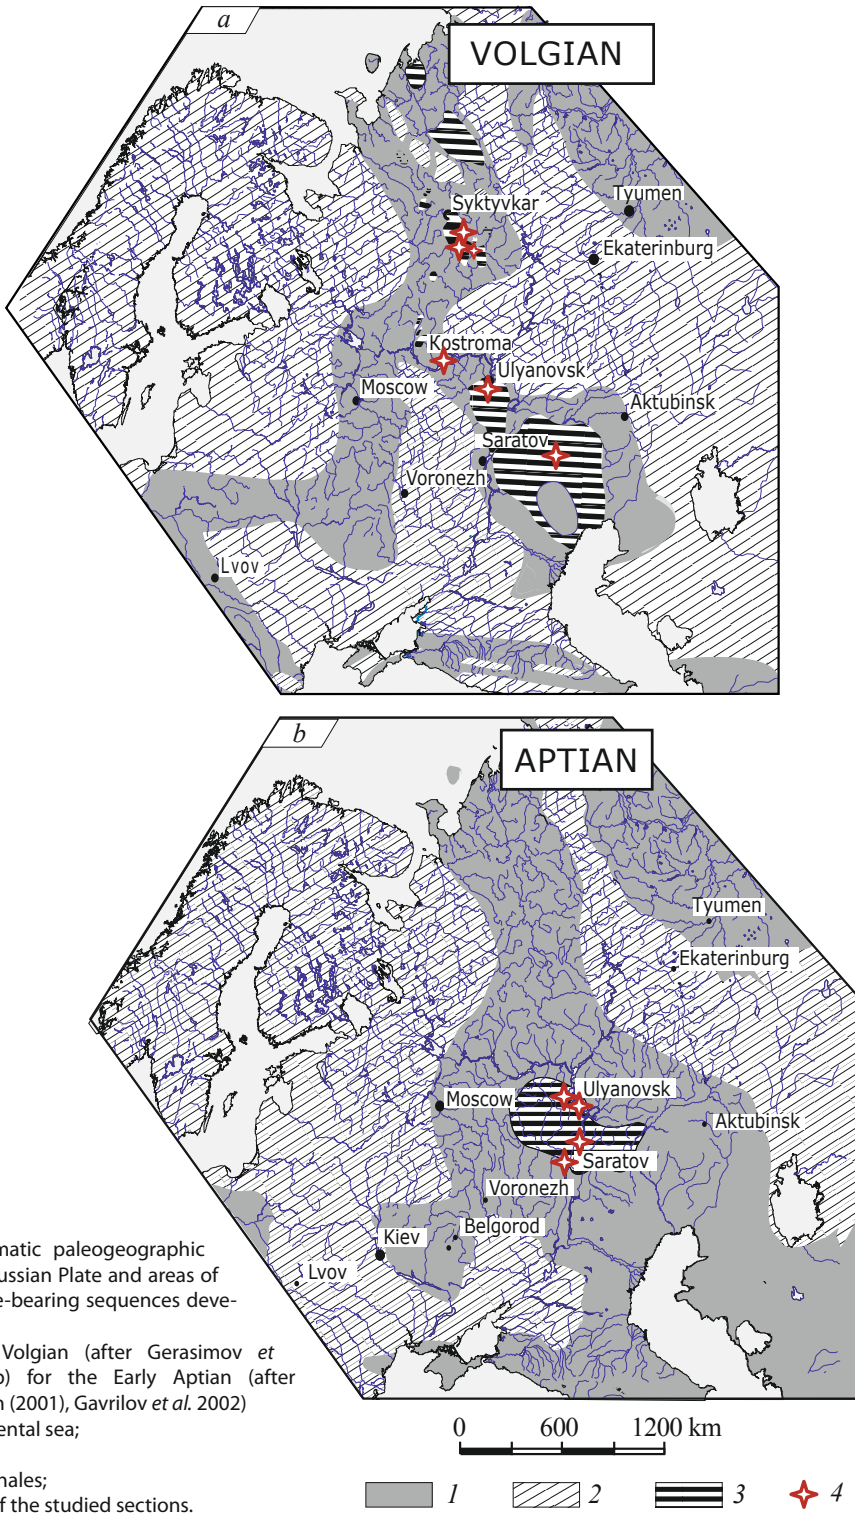 a
VOLGIAN
Tyumen
Syktyvkar
Ekaterinburg
Kostroma
Ulyanovsk
Moscow
Aktubinsk
Saratov
Voronezh
Lvov
b
APTIAN
Tyumen
Ekaterinburg
Ulyanovsk
Moscow
Aktubinsk
Saratov
Voronezh
Belgorod
Kiev
Lvov
matic paleogeographic
ussian Plate and areas of
e-bearing sequences deve-
Volgian (after Gerasimov et
o) for the Early Aptian (after
n (2001), Gavrilov et al. 2002)
ental sea;
hales;
f the studied sections.
0 600 1200 km
1 2 3 4